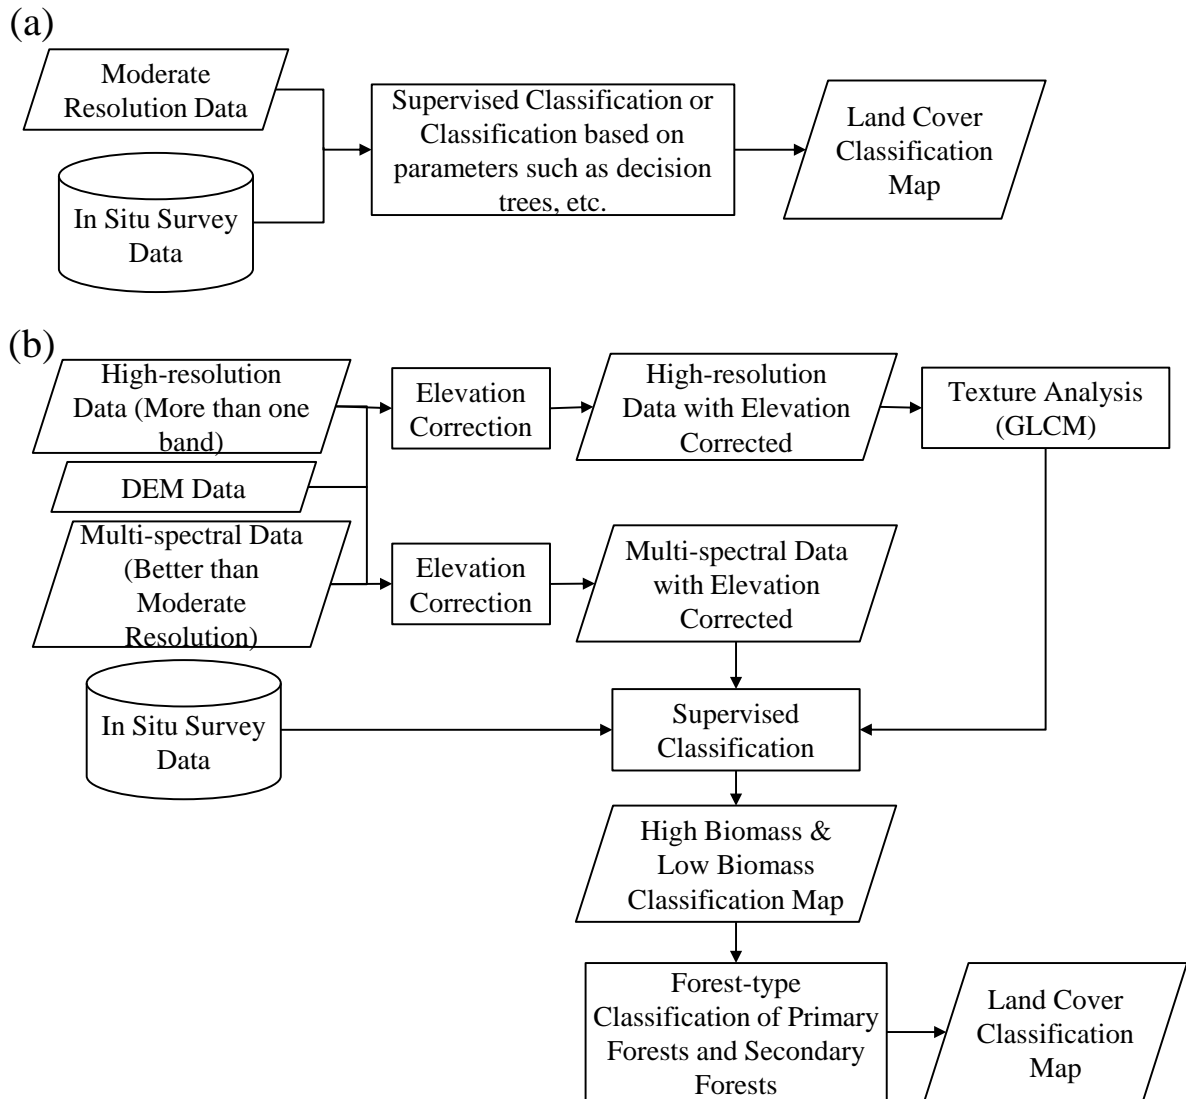 (a)
Moderate
Resolution Data
In Situ Survey
Data
Supervised Classification or
Classification based on
parameters such as decision
trees, etc.
Land Cover
Classification
Map
(b)
High-resolution
Data (More than one
band)
DEM Data
Multi-spectral Data
(Better than
Moderate
Resolution)
In Situ Survey
Data
Elevation
Correction
Elevation
Correction
High-resolution
Data with Elevation
Corrected
Multi-spectral Data
with Elevation
Corrected
Texture Analysis
(GLCM)
Supervised
Classification
High Biomass &
Low Biomass
Classification Map
Forest-type
Classification of Primary
Forests and Secondary
Forests
Land Cover
Classification
Map